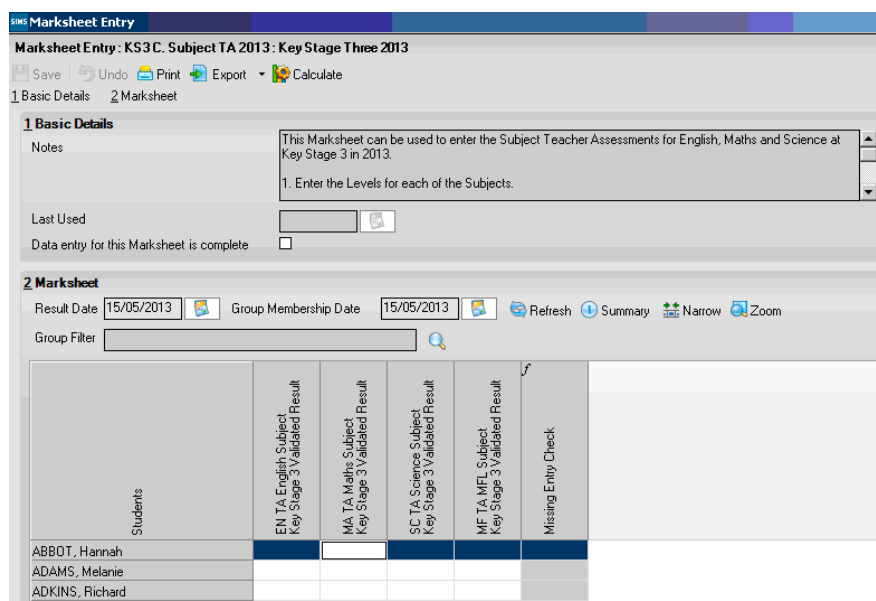 SIMS Marksheet Entry
Marksheet Entry : KS3 C. Subject TA 2013 : Key Stage Three 2013
Save Undo Print Export Calculate
1 Basic Details 2 Marksheet
1 Basic Details
Notes
This Marksheet can be used to enter the Subject Teacher Assessments for English, Maths and Science at
Key Stage 3 in 2013.
1. Enter the Levels for each of the Subjects.
Last Used
Data entry for this Marksheet is complete
2 Marksheet
Result Date 15/05/2013 Group Membership Date 15/05/2013 Refresh Summary Narrow Zoom
Group Filter
Students
EN TA English Subject
Key Stage 3 Validated Result
MA TA Maths Subject
Key Stage 3 Validated Result
SC TA Science Subject
Key Stage 3 Validated Result
MF TA MFL Subject
Key Stage 3 Validated Result
f
Missing Entry Check
ABBOT, Hannah
ADAMS, Melanie
ADKINS, Richard